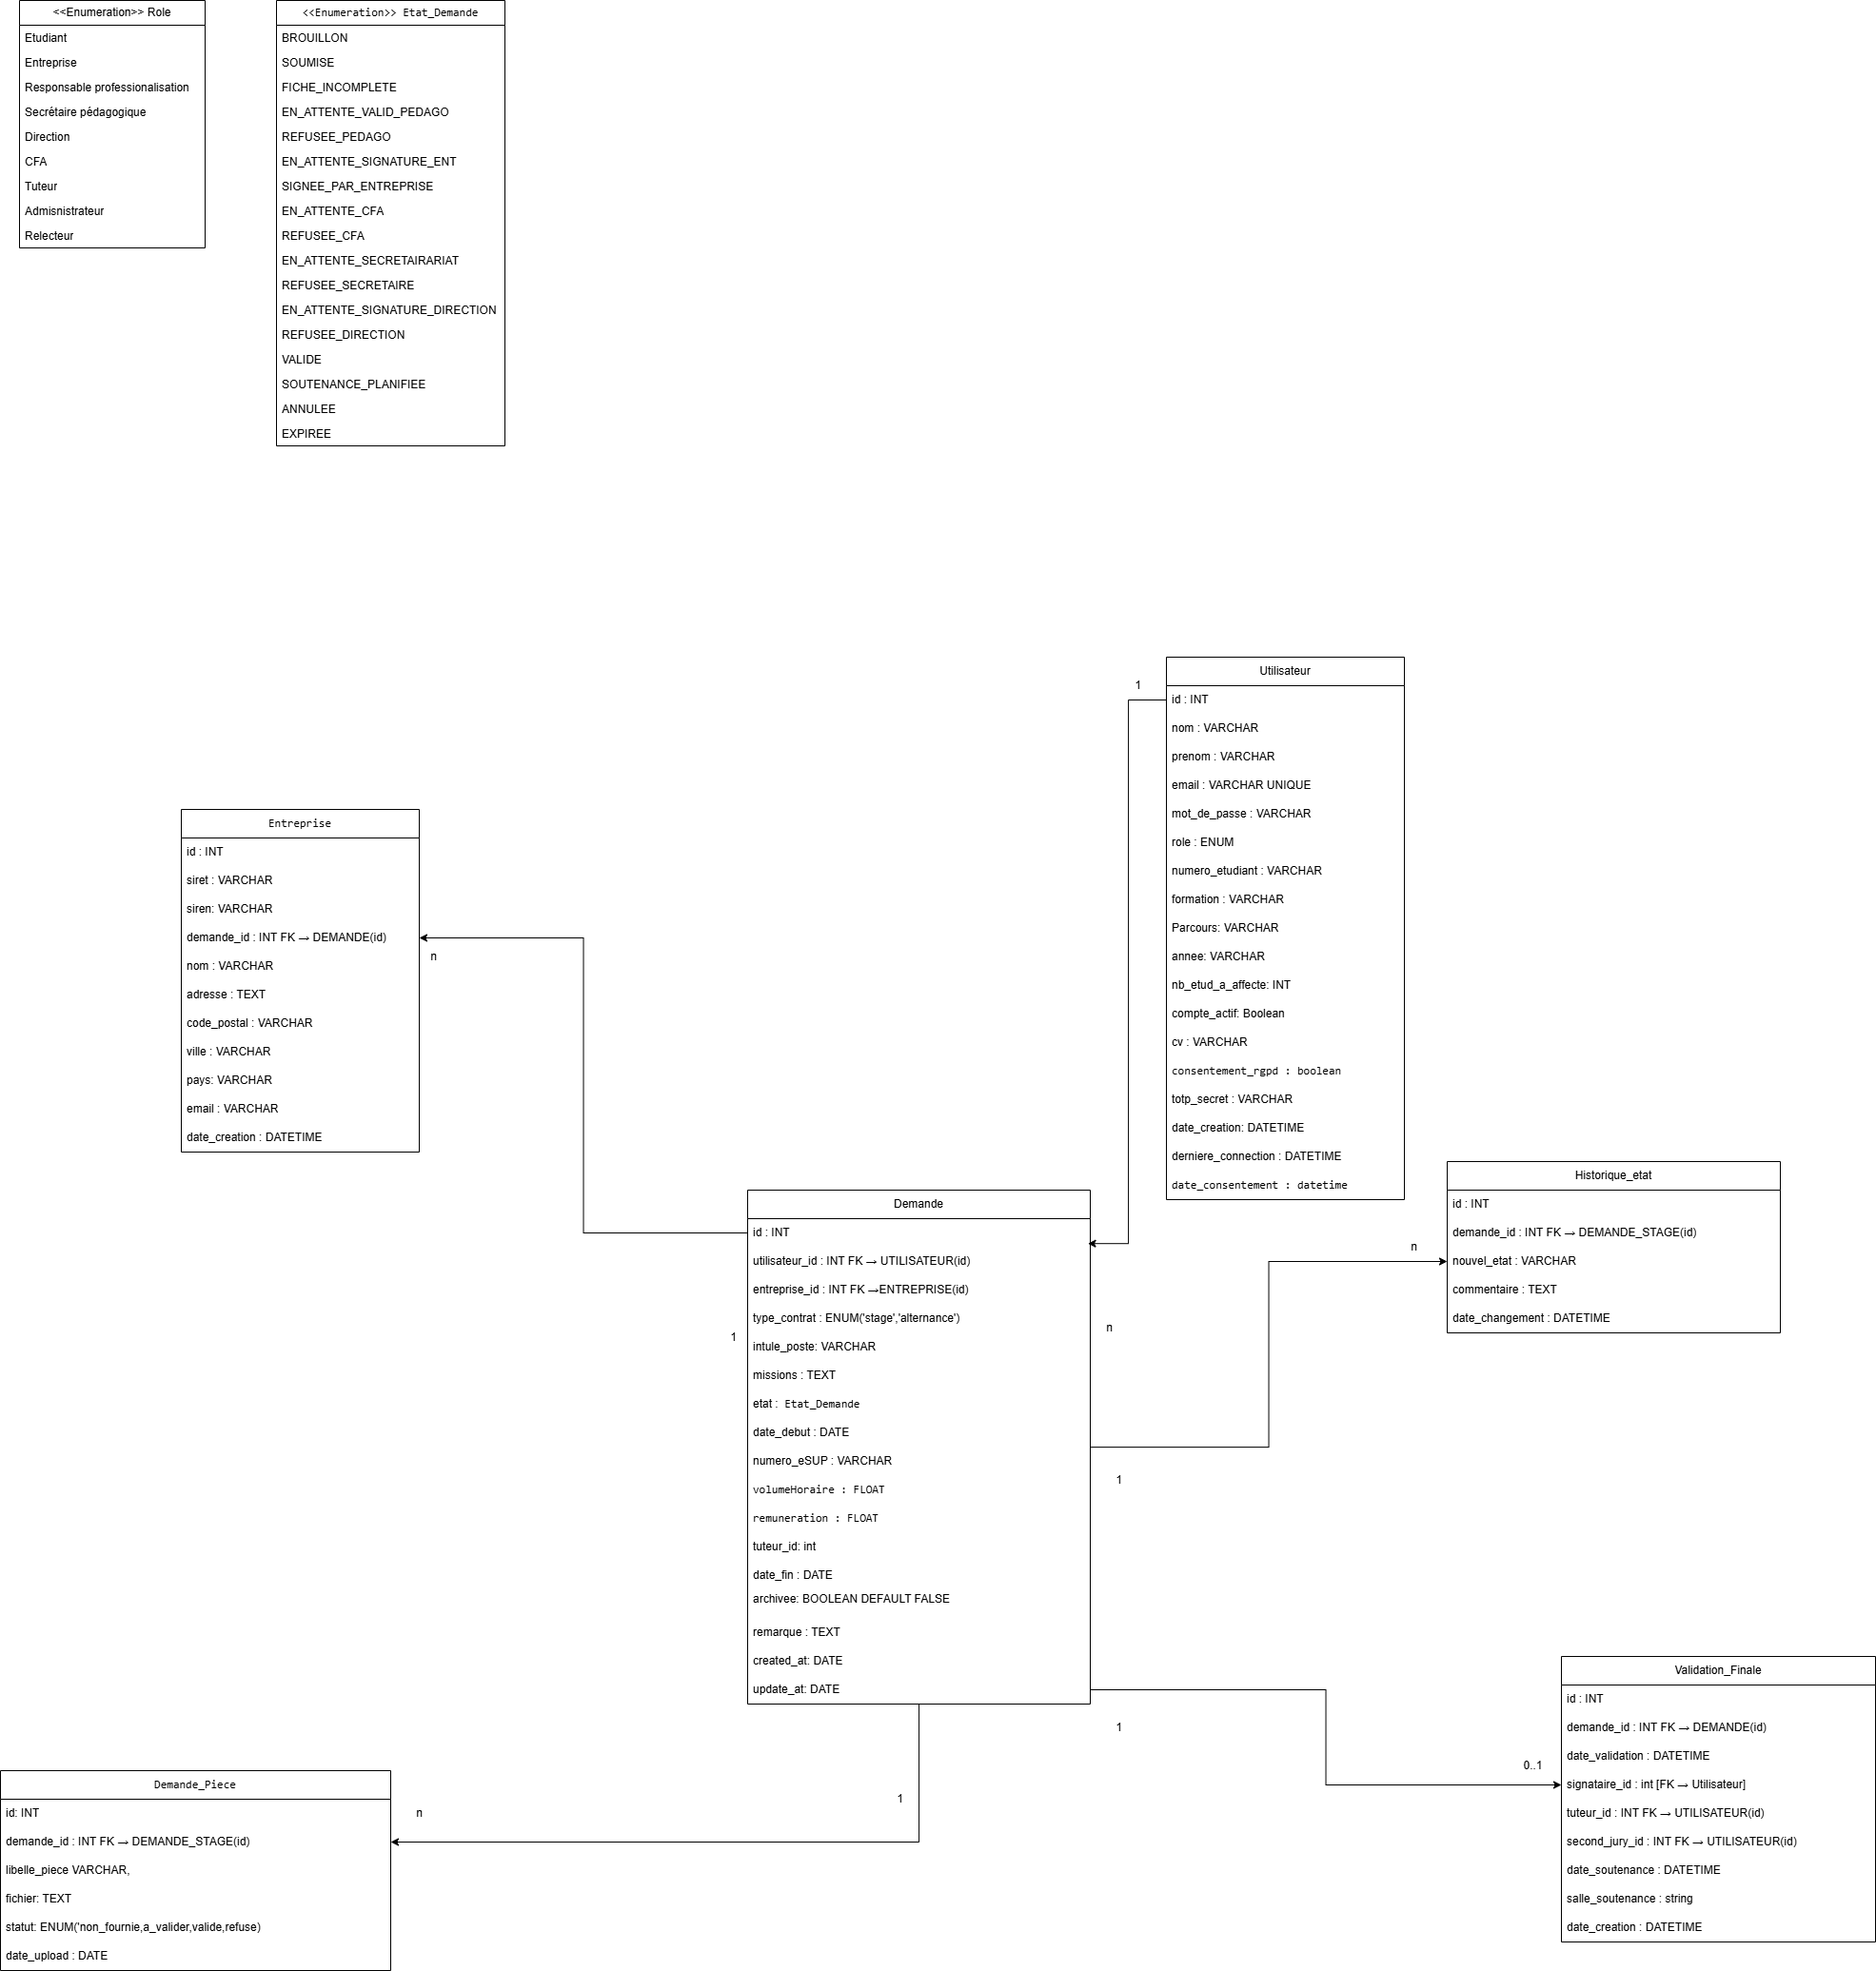 <<Enumeration>> Role
Etudiant
Entreprise
Responsable professionalisation
Secrétaire pédagogique
Direction
CFA
Tuteur
Admisnistrateur
Relecteur
<<Enumeration>> Etat_Demande
BROUILLON
SOUMISE
FICHE_INCOMPLETE
EN_ATTENTE_VALID_PEDAGO
REFUSEE_PEDAGO
EN_ATTENTE_SIGNATURE_ENT
SIGNEE_PAR_ENTREPRISE
EN_ATTENTE_CFA
REFUSEE_CFA
EN_ATTENTE_SECRETAIRARIAT
REFUSEE_SECRETAIRE
EN_ATTENTE_SIGNATURE_DIRECTION
REFUSEE_DIRECTION
VALIDE
SOUTENANCE_PLANIFIEE
ANNULEE
EXPIREE
Utilisateur
id : INT
nom : VARCHAR
prenom : VARCHAR
email : VARCHAR UNIQUE
mot_de_passe : VARCHAR
role : ENUM
numero_etudiant : VARCHAR
formation : VARCHAR
Parcours: VARCHAR
annee: VARCHAR
nb_etud_a_affecte: INT
compte_actif: Boolean
cv : VARCHAR
consentement_rgpd : boolean
totp_secret : VARCHAR
date_creation: DATETIME
derniere_connection : DATETIME
date_consentement : datetime
1
Entreprise
id : INT
siret : VARCHAR
siren: VARCHAR
demande_id : INT FK → DEMANDE(id)
nom : VARCHAR
adresse : TEXT
code_postal : VARCHAR
ville : VARCHAR
pays: VARCHAR
email : VARCHAR
date_creation : DATETIME
n
Historique_etat
id : INT
demande_id : INT FK → DEMANDE_STAGE(id)
nouvel_etat : VARCHAR
commentaire : TEXT
date_changement : DATETIME
n
Demande
id : INT
utilisateur_id : INT FK → UTILISATEUR(id)
entreprise_id : INT FK →ENTREPRISE(id)
type_contrat : ENUM('stage','alternance')
intule_poste: VARCHAR
missions : TEXT
etat : Etat_Demande
date_debut : DATE
numero_eSUP : VARCHAR
volumeHoraire : FLOAT
remuneration : FLOAT
tuteur_id: int
date_fin : DATE
archivee: BOOLEAN DEFAULT FALSE
remarque : TEXT
created_at: DATE
update_at: DATE
1
n
1
1
1
Validation_Finale
id : INT
demande_id : INT FK → DEMANDE(id)
date_validation : DATETIME
signataire_id : int [FK → Utilisateur]
tuteur_id : INT FK → UTILISATEUR(id)
second_jury_id : INT FK → UTILISATEUR(id)
date_soutenance : DATETIME
salle_soutenance : string
date_creation : DATETIME
0..1
Demande_Piece
id: INT
demande_id : INT FK → DEMANDE_STAGE(id)
libelle_piece VARCHAR,
fichier: TEXT
statut: ENUM('non_fournie,a_valider,valide,refuse)
date_upload : DATE
n